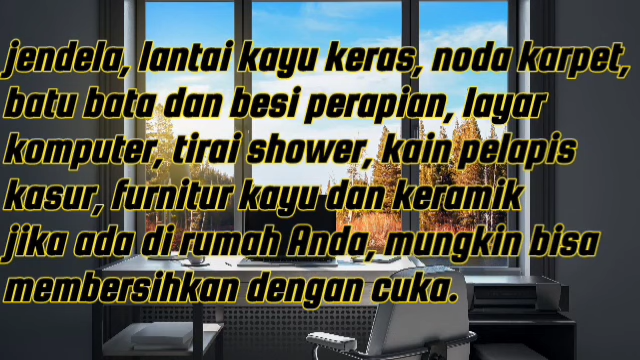 jendela, lantai kayu keras, noda karpet,
batu bata dan besi perapian, layar
komputer, tirai shower, kain pelapis
kasur, furnitur kayu dan keramik
jika ada di rumah Anda, mungkin bisa
membersihkan dengan cuka.